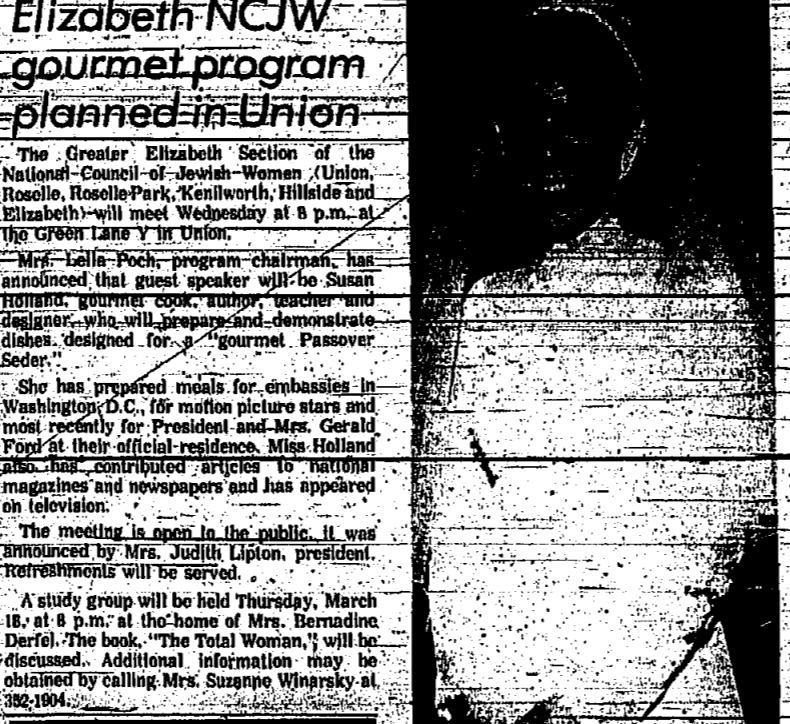 Elizabeth NCJW
gourmet program
planned in Union
The Greater Elizabeth Section of the
National Council of Jewish Women (Union,
Roselle, Roselle Park, Kenilworth, Hillside and
Elizabeth) will meet Wednesday at 8 p.m. at
the Green Lane Y in Union.
Mrs. Lella Poch, program chairman, has
announced that guest speaker will be Susan
Holland, gourmet cook, author, teacher and
designer, who will prepare and demonstrate
dishes designed for a "gourmet Passover
Seder."
She has prepared meals for embassies in
Washington, D.C., for motion picture stars and
most recently for President and Mrs. Gerald
Ford at their official residence. Miss Holland
also has contributed articles to national
magazines and newspapers and has appeared
on television.
The meeting is open to the public, it was
announced by Mrs. Judith Lipton, president.
Refreshments will be served.
A study group will be held Thursday, March
18, at 8 p.m. at the home of Mrs. Bernadine
Derfel. The book, "The Total Woman," will be
discussed. Additional information may be
obtained by calling Mrs. Suzanne Winarsky at
352-1904.